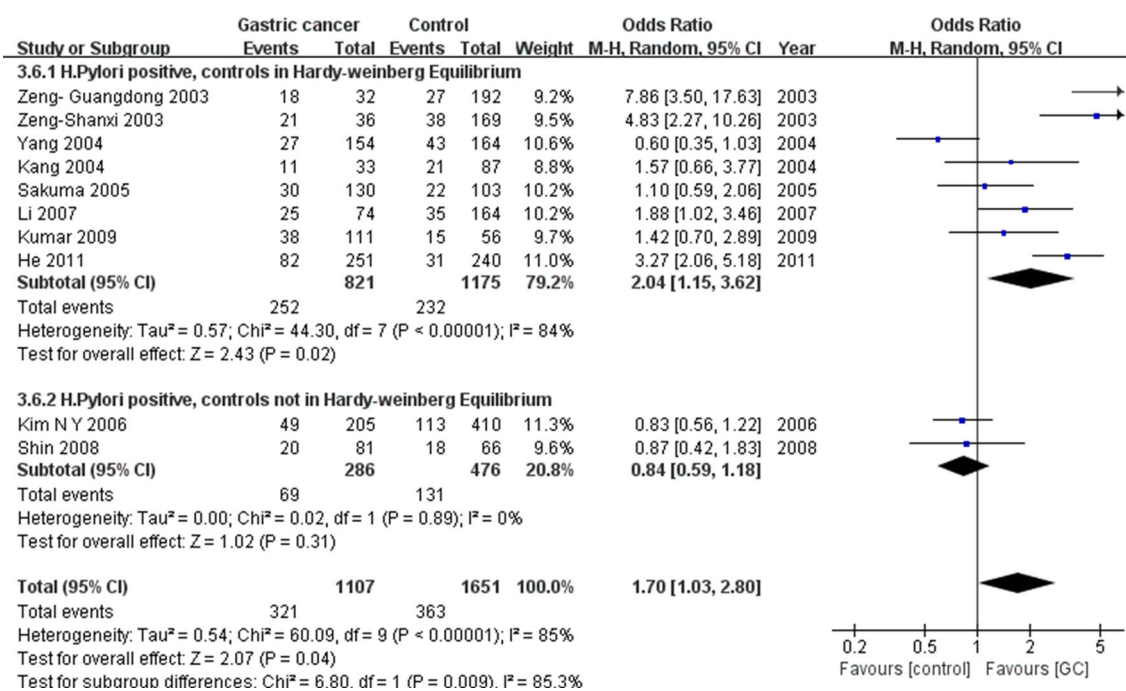 Gastric cancer Control Odds Ratio Odds Ratio
Study or Subgroup Events Total Events Total Weight M-H, Random, 95% CI Year M-H, Random, 95% CI
3.6.1 H.Pylori positive, controls in Hardy-weinberg Equilibrium
Zeng- Guangdong 2003 18 32 27 192 9.2% 7.86 [3.50, 17.63] 2003
Zeng-Shanxi 2003 21 36 38 169 9.5% 4.83 [2.27, 10.26] 2003
Yang 2004 27 154 43 164 10.6% 0.60 [0.35, 1.03] 2004
Kang 2004 11 33 21 87 8.8% 1.57 [0.66, 3.77] 2004
Sakuma 2005 30 130 22 103 10.2% 1.10 [0.59, 2.06] 2005
Li 2007 25 74 35 164 10.2% 1.88 [1.02, 3.46] 2007
Kumar 2009 38 111 15 56 9.7% 1.42 [0.70, 2.89] 2009
He 2011 82 251 31 240 11.0% 3.27 [2.06, 5.18] 2011
Subtotal (95% CI) 821 1175 79.2% 2.04 [1.15, 3.62]
Total events 252 232
Heterogeneity: Tau² = 0.57; Chi² = 44.30, df = 7 (P < 0.00001); I² = 84%
Test for overall effect: Z = 2.43 (P = 0.02)
3.6.2 H.Pylori positive, controls not in Hardy-weinberg Equilibrium
Kim N Y 2006 49 205 113 410 11.3% 0.83 [0.56, 1.22] 2006
Shin 2008 20 81 18 66 9.6% 0.87 [0.42, 1.83] 2008
Subtotal (95% CI) 286 476 20.8% 0.84 [0.59, 1.18]
Total events 69 131
Heterogeneity: Tau² = 0.00; Chi² = 0.02, df = 1 (P = 0.89); I² = 0%
Test for overall effect: Z = 1.02 (P = 0.31)
Total (95% CI) 1107 1651 100.0% 1.70 [1.03, 2.80]
Total events 321 363
Heterogeneity: Tau² = 0.54; Chi² = 60.09, df = 9 (P < 0.00001); I² = 85%
Test for overall effect: Z = 2.07 (P = 0.04)
Test for subgroup differences: Chi² = 6.80, df = 1 (P = 0.009), I² = 85.3%
0.2 0.5 1 2 5
Favours [control] Favours [GC]